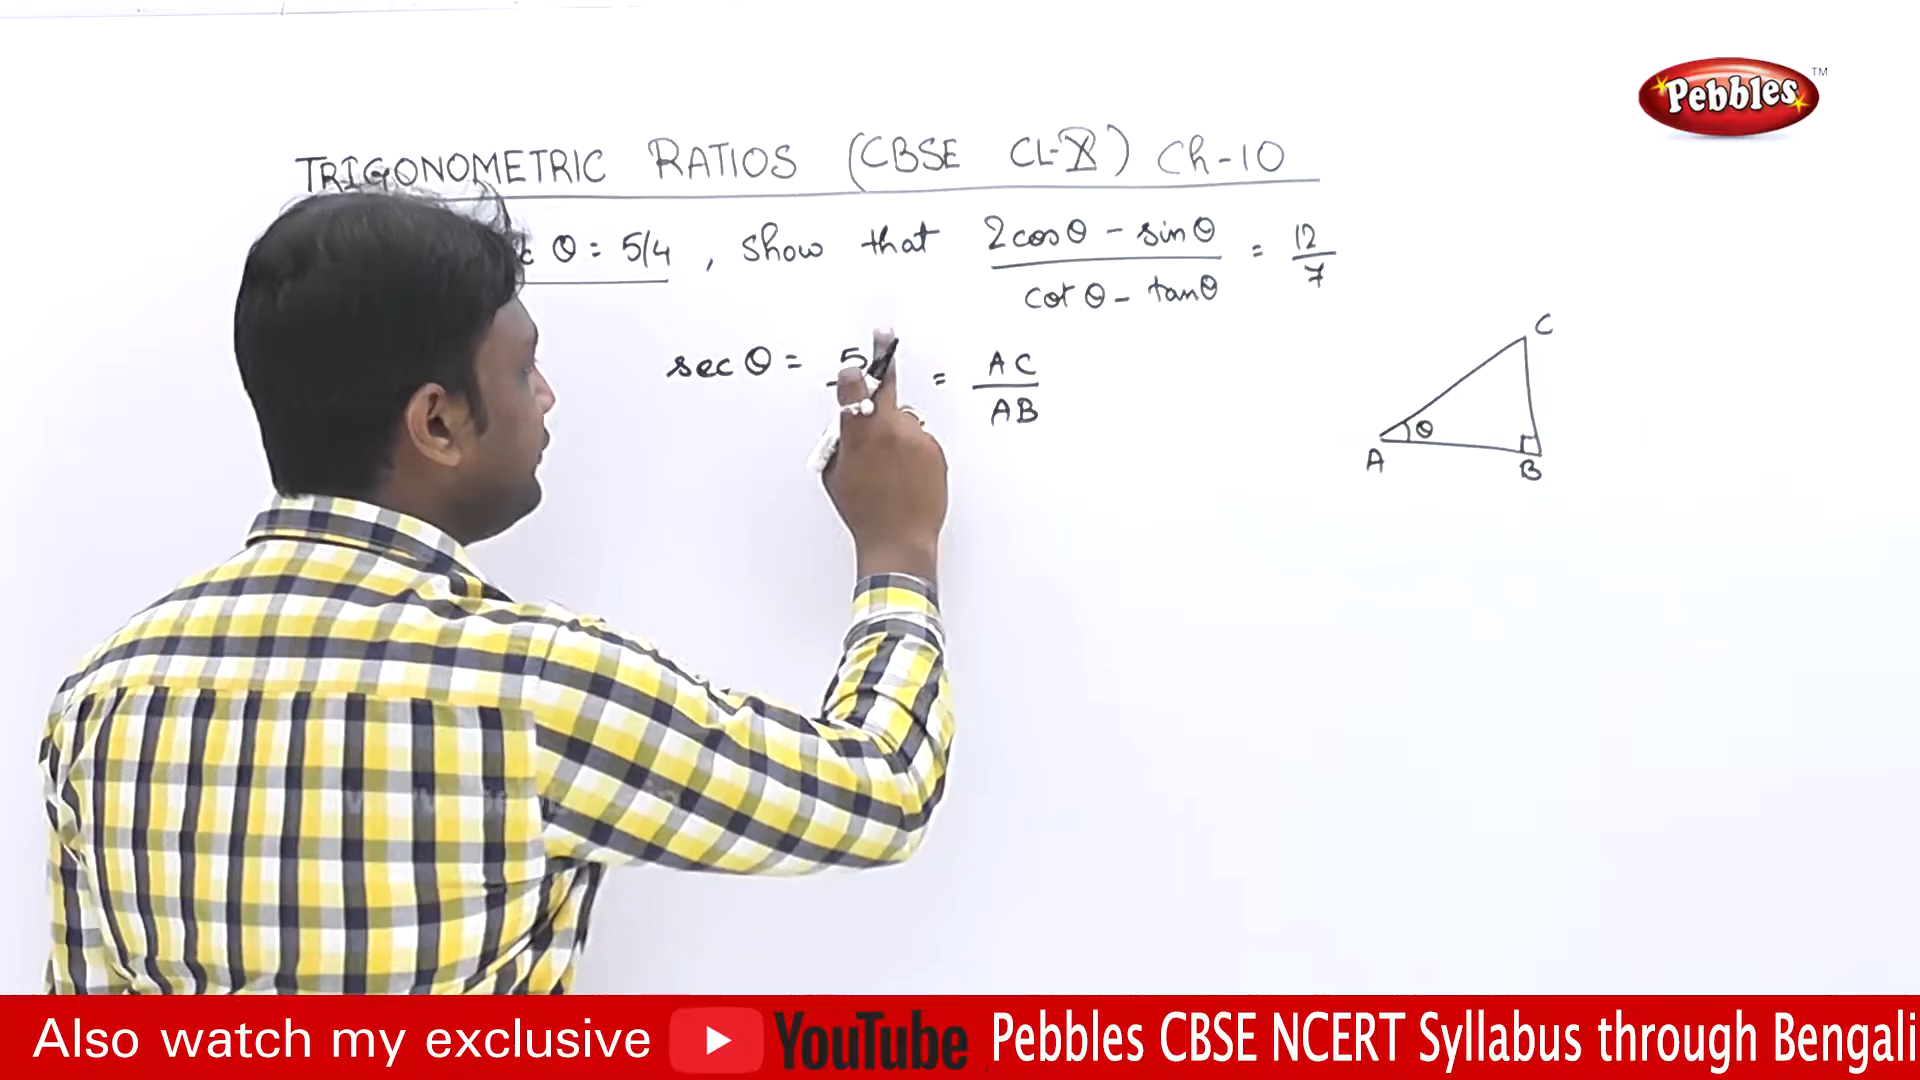 Pebbles TM
TRIGONOMETRIC RATIOS (CBSE CL-X) Ch-10
θ = 5/4 , show that 2cosθ - sinθ / cotθ - tanθ = 12/7
sec θ = 5 = AC/AB
C
θ
A B
Also watch my exclusive YouTube Pebbles CBSE NCERT Syllabus through Bengali